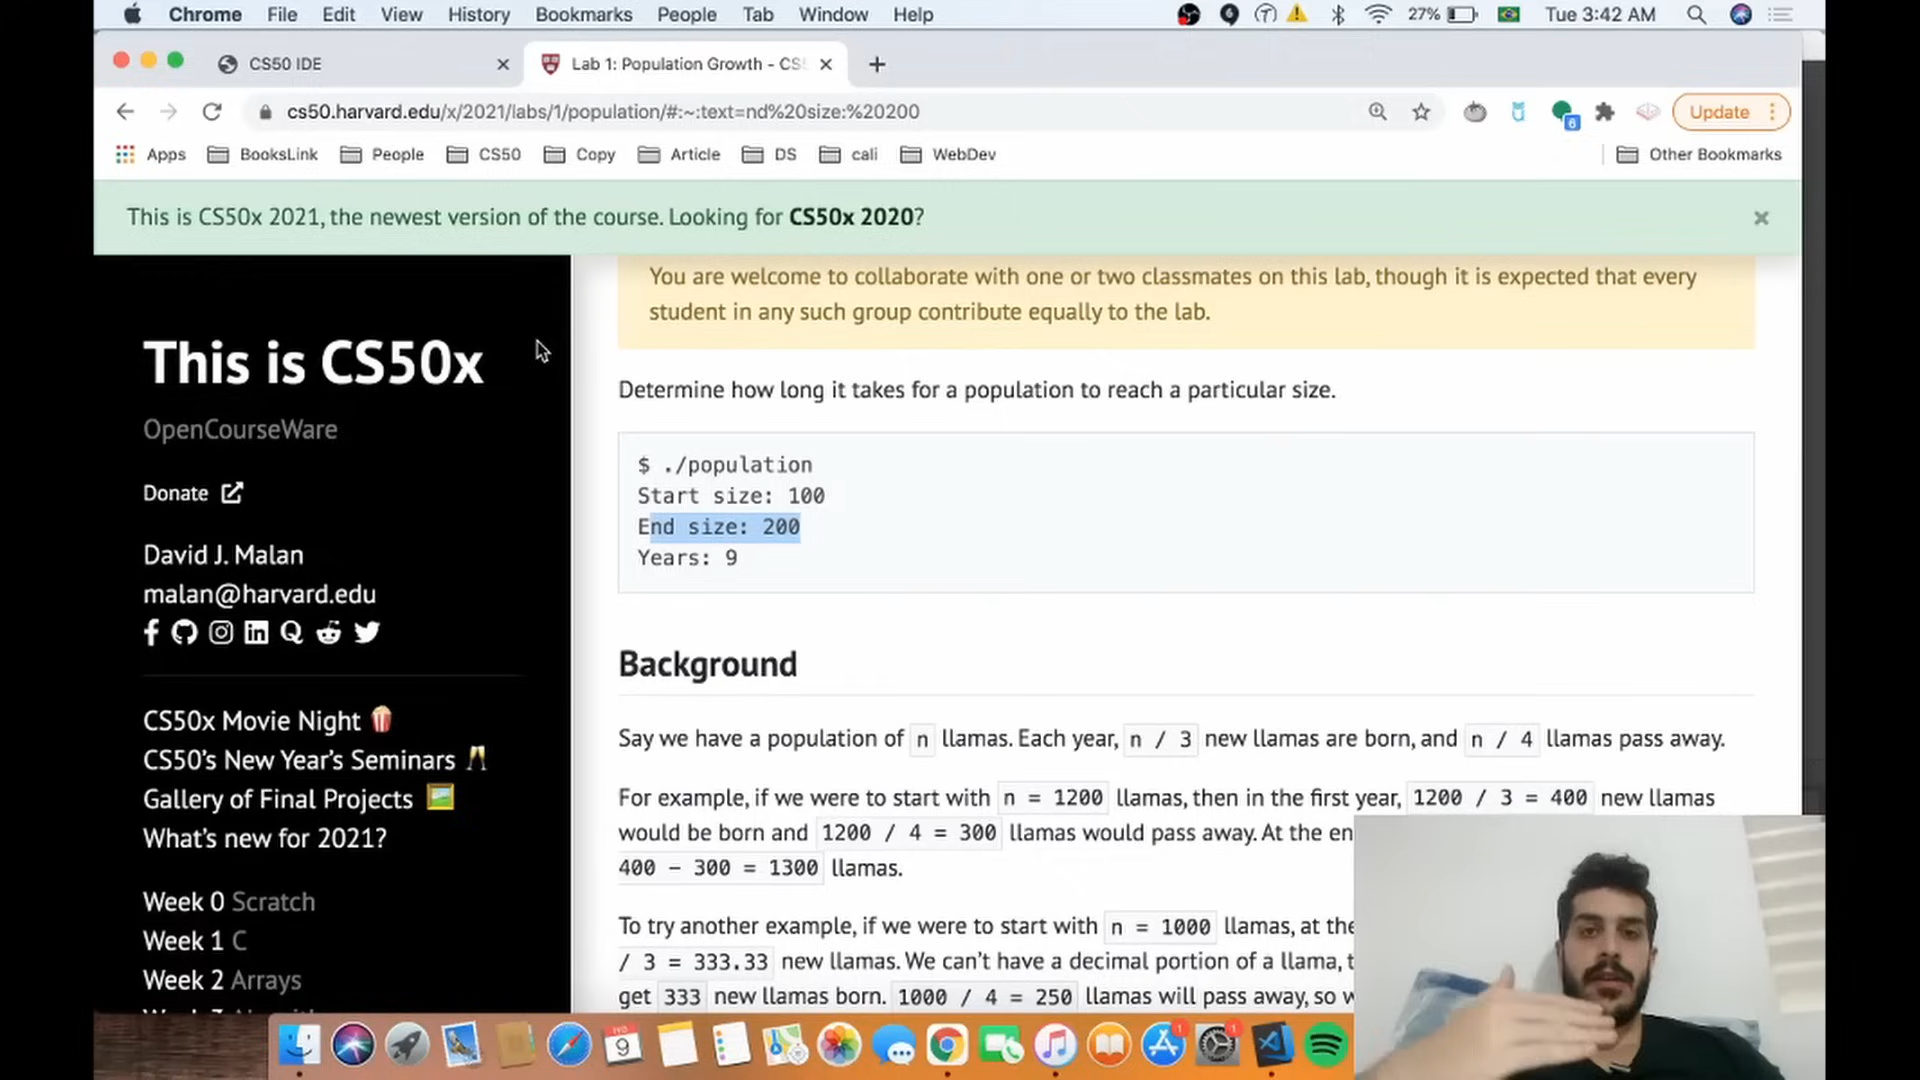 Chrome File Edit View History Bookmarks People Tab Window Help 27% Tue 3:42 AM
CS50 IDE Lab 1: Population Growth - CS5
cs50.harvard.edu/x/2021/labs/1/population/#:~:text=nd%20size:%20200 6 Update
Apps BooksLink People CS50 Copy Article DS cali WebDev Other Bookmarks
This is CS50x 2021, the newest version of the course. Looking for CS50x 2020?
This is CS50x
OpenCourseWare
Donate
David J. Malan
malan@harvard.edu
CS50x Movie Night
CS50's New Year's Seminars
Gallery of Final Projects
What's new for 2021?
Week 0 Scratch
Week 1 C
Week 2 Arrays
You are welcome to collaborate with one or two classmates on this lab, though it is expected that every
student in any such group contribute equally to the lab.
Determine how long it takes for a population to reach a particular size.
$ ./population
Start size: 100
End size: 200
Years: 9
Background
Say we have a population of n llamas. Each year, n / 3 new llamas are born, and n / 4 llamas pass away.
For example, if we were to start with n = 1200 llamas, then in the first year, 1200 / 3 = 400 new llamas
would be born and 1200 / 4 = 300 llamas would pass away. At the en
400 - 300 = 1300 llamas.
To try another example, if we were to start with n = 1000 llamas, at the
/ 3 = 333.33 new llamas. We can't have a decimal portion of a llama, t
get 333 new llamas born. 1000 / 4 = 250 llamas will pass away, so w
9 1 1